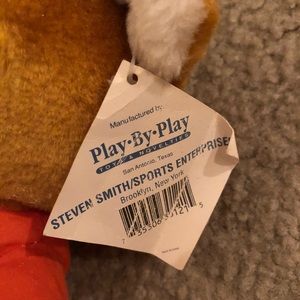 Manufactured by:
Play-By-Play
TOYS & NOVELTIES
San Antonio, Texas
STEVEN SMITH/SPORTS ENTERPRISE
Brooklyn, New York